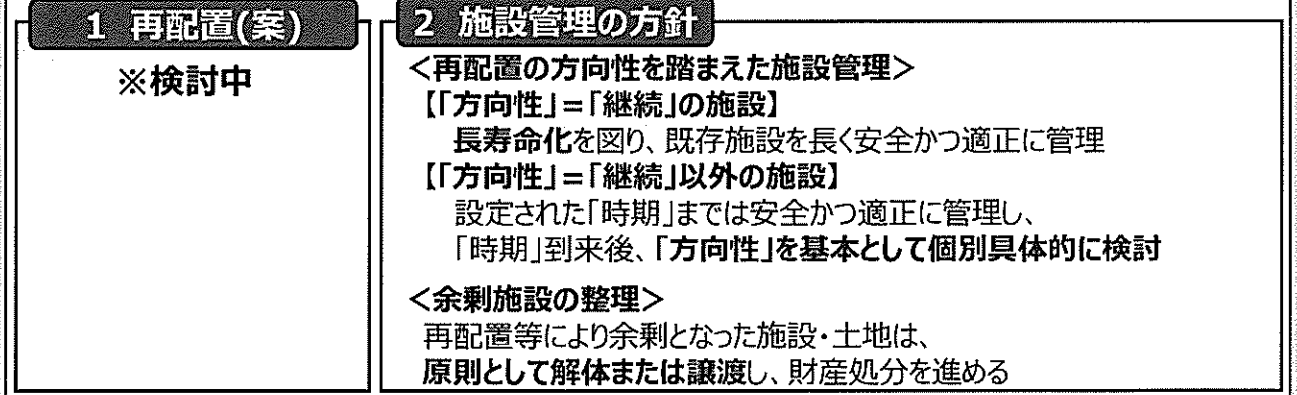 1 再配置(案)
※検討中
2 施設管理の方針
＜再配置の方向性を踏まえた施設管理＞
【「方向性」＝「継続」の施設】
長寿命化を図り、既存施設を長く安全かつ適正に管理
【「方向性」＝「継続」以外の施設】
設定された「時期」までは安全かつ適正に管理し、
「時期」到来後、「方向性」を基本として個別具体的に検討
＜余剰施設の整理＞
再配置等により余剰となった施設・土地は、
原則として解体または譲渡し、財産処分を進める